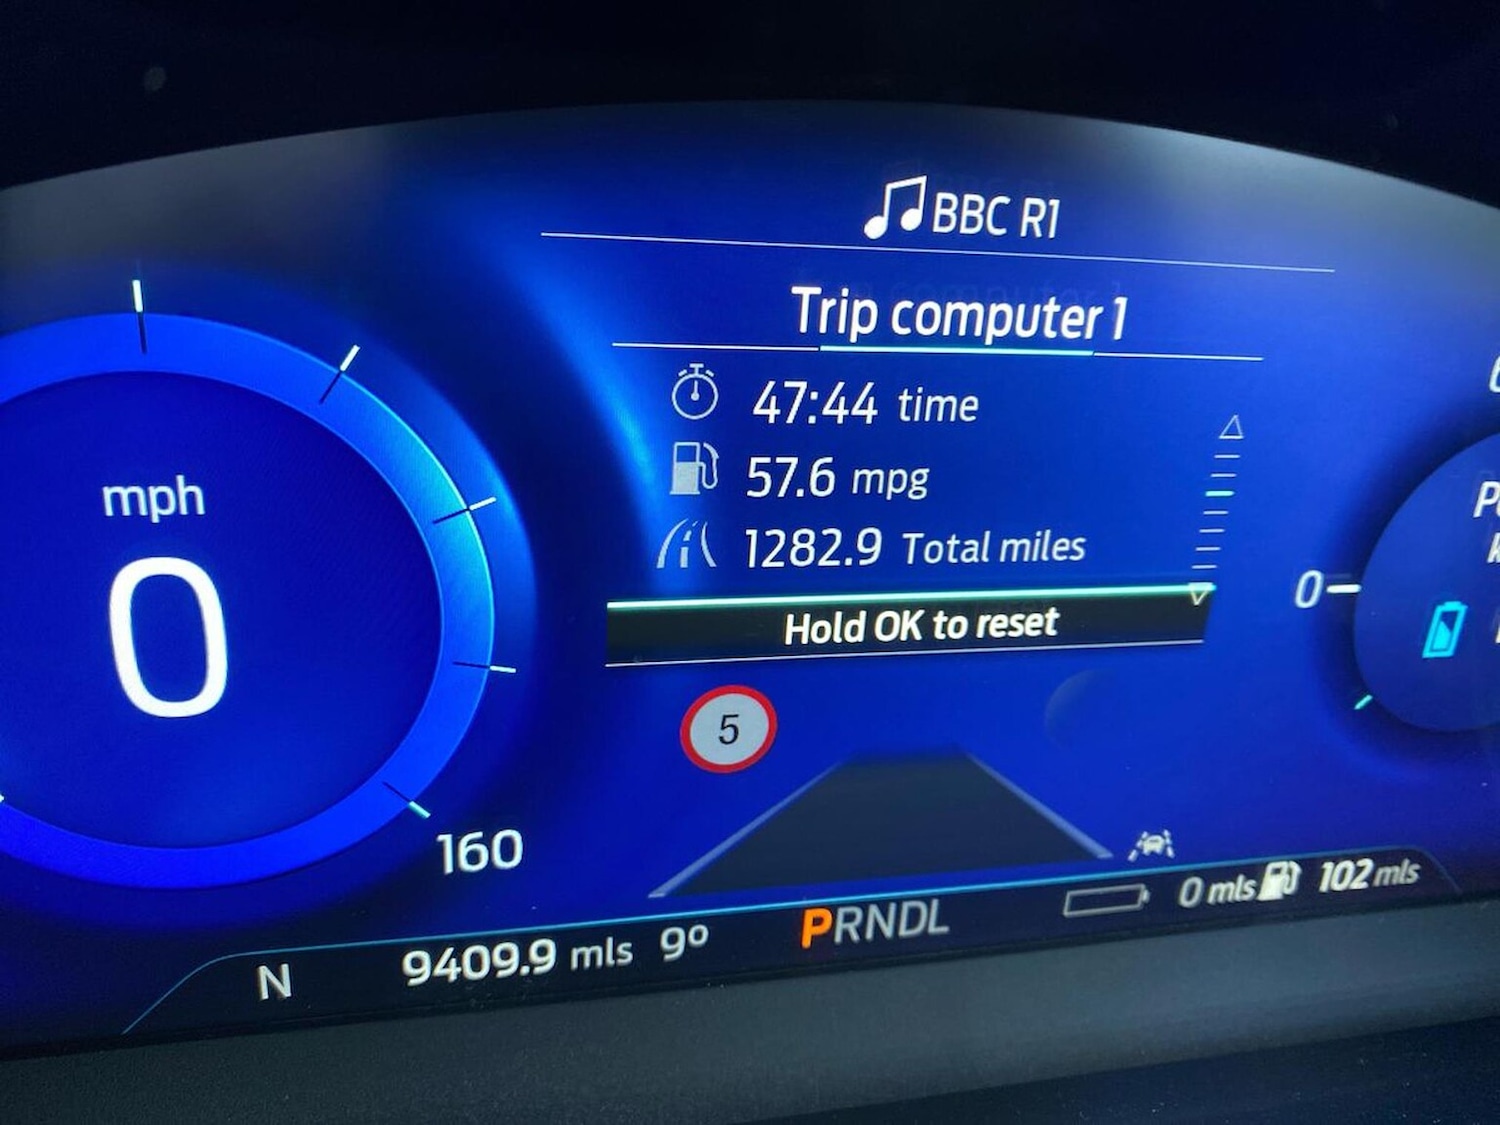 BBC R1
Trip computer 1
47:44 time
57.6 mpg
1282.9 Total miles
Hold OK to reset
mph
0
160
5
0
N 9409.9 mls 9° PRNDL 0 mls 102 mls